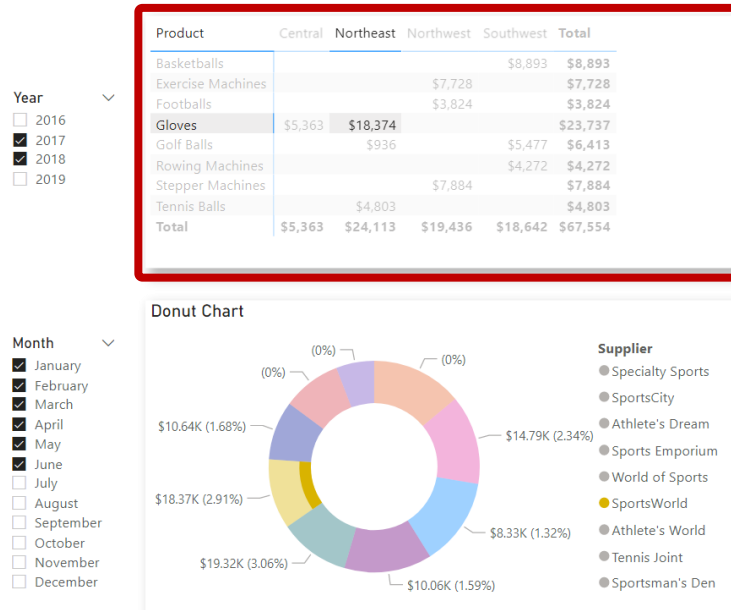 Product Central Northeast Northwest Southwest Total
Basketballs $8,893 $8,893
Exercise Machines $7,728 $7,728
Footballs $3,824 $3,824
Gloves $5,363 $18,374 $23,737
Golf Balls $936 $5,477 $6,413
Rowing Machines $4,272 $4,272
Stepper Machines $7,884 $7,884
Tennis Balls $4,803 $4,803
Total $5,363 $24,113 $19,436 $18,642 $67,554
Year
2016
2017
2018
2019
Month
January
February
March
April
May
June
July
August
September
October
November
December
Donut Chart
(0%)
(0%)
(0%)
$10.64K (1.68%)
$14.79K (2.34%)
$18.37K (2.91%)
$8.33K (1.32%)
$19.32K (3.06%)
$10.06K (1.59%)
Supplier
Specialty Sports
SportsCity
Athlete's Dream
Sports Emporium
World of Sports
SportsWorld
Athlete's World
Tennis Joint
Sportsman's Den